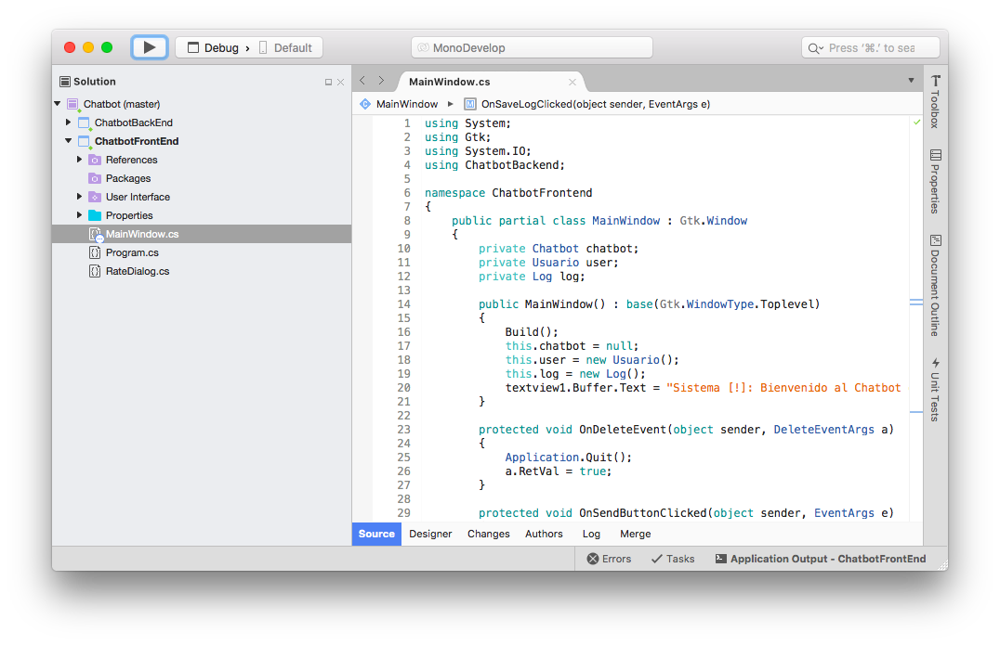 Debug › Default
MonoDevelop
Press ‘⌘.’ to sea
Solution
Chatbot (master)
ChatbotBackEnd
ChatbotFrontEnd
References
Packages
User Interface
Properties
MainWindow.cs
Program.cs
RateDialog.cs
MainWindow.cs
MainWindow ▸ OnSaveLogClicked(object sender, EventArgs e)
1 using System;
2 using Gtk;
3 using System.IO;
4 using ChatbotBackend;
5
6 namespace ChatbotFrontend
7 {
8 public partial class MainWindow : Gtk.Window
9 {
10 private Chatbot chatbot;
11 private Usuario user;
12 private Log log;
13
14 public MainWindow() : base(Gtk.WindowType.Toplevel)
15 {
16 Build();
17 this.chatbot = null;
18 this.user = new Usuario();
19 this.log = new Log();
20 textview1.Buffer.Text = "Sistema [!]: Bienvenido al Chatbot
21 }
22
23 protected void OnDeleteEvent(object sender, DeleteEventArgs a)
24 {
25 Application.Quit();
26 a.RetVal = true;
27 }
28
29 protected void OnSendButtonClicked(object sender, EventArgs e)
Source Designer Changes Authors Log Merge
Toolbox
Properties
Document Outline
Unit Tests
Errors Tasks Application Output - ChatbotFrontEnd